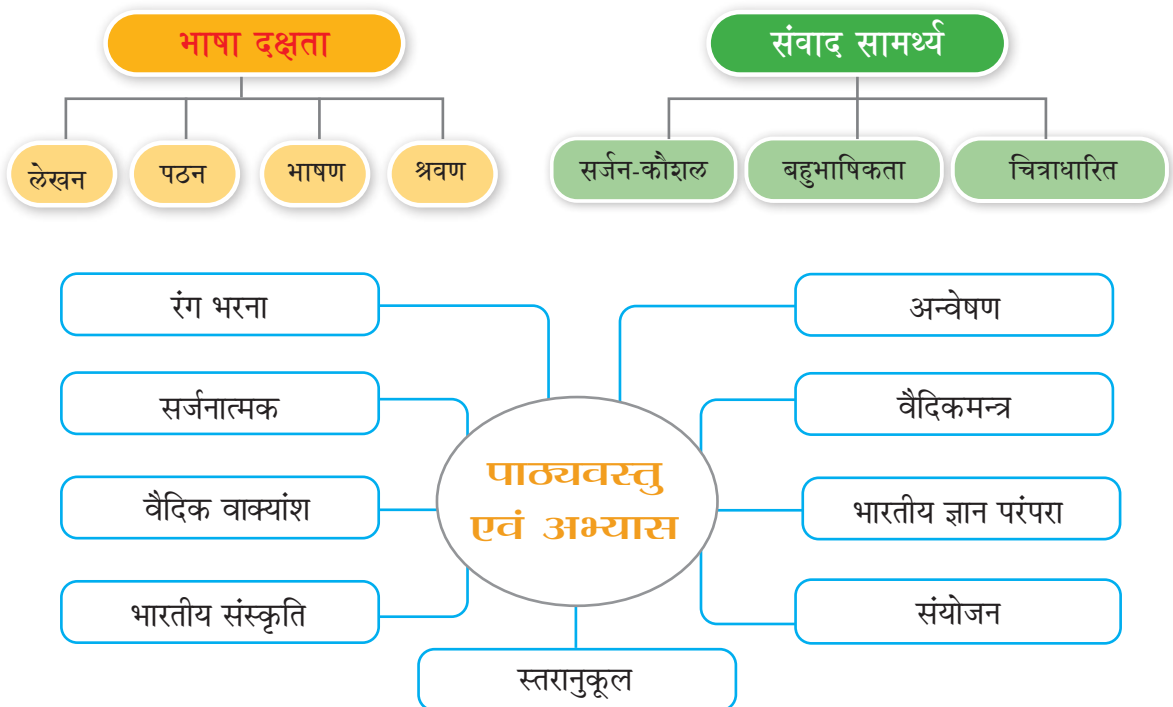 भाषा दक्षता
संवाद सामर्थ्य
लेखन
पठन
भाषण
श्रवण
सर्जन-कौशल
बहुभाषिकता
चित्राधारित
रंग भरना
अन्वेषण
सर्जनात्मक
वैदिकमन्त्र
पाठ्यवस्तु
एवं अभ्यास
वैदिक वाक्यांश
भारतीय ज्ञान परंपरा
भारतीय संस्कृति
संयोजन
स्तरानुकूल